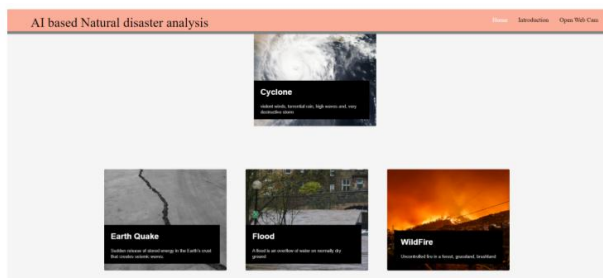 AI based Natural disaster analysis
Home Introduction Open Web Cam
Cyclone
violent winds, torrential rain, high waves and, very
destructive storm
Earth Quake
Sudden release of stored energy in the Earth's crust
that creates seismic waves.
Flood
A flood is an overflow of water on normally dry
ground
WildFire
Uncontrolled fire in a forest, grassland, brushland